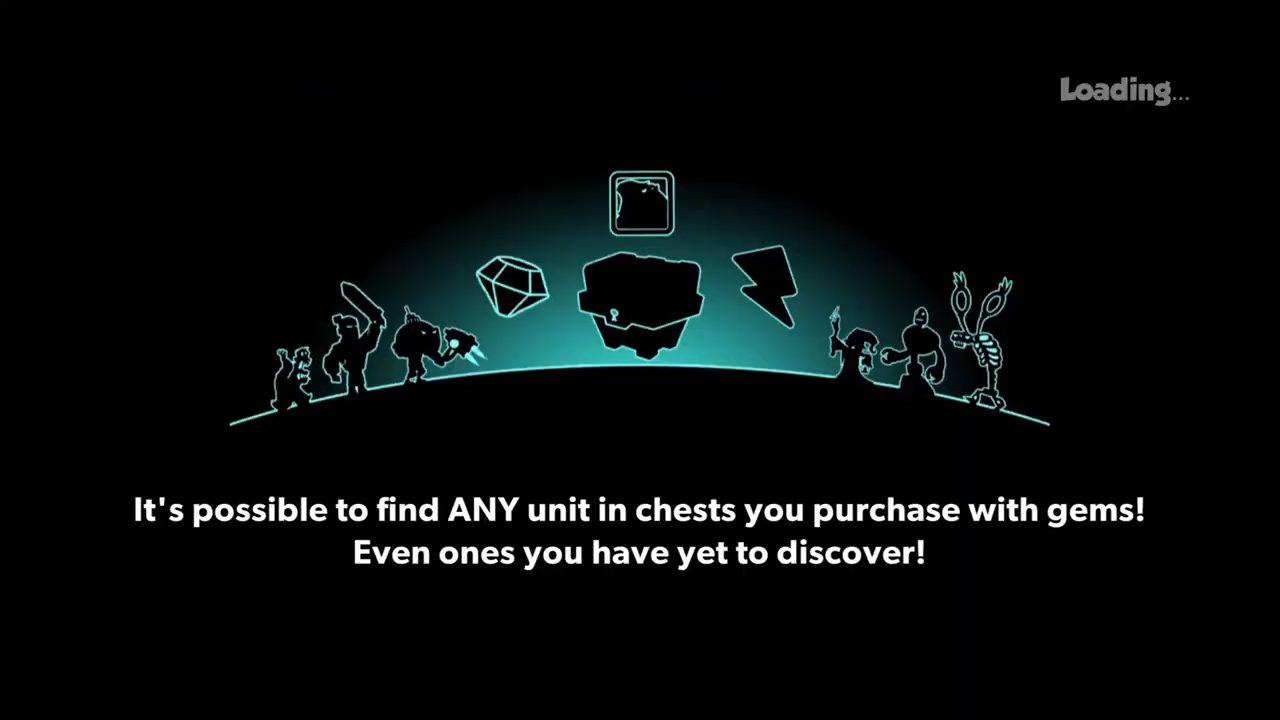 Loading...
It's possible to find ANY unit in chests you purchase with gems!
Even ones you have yet to discover!